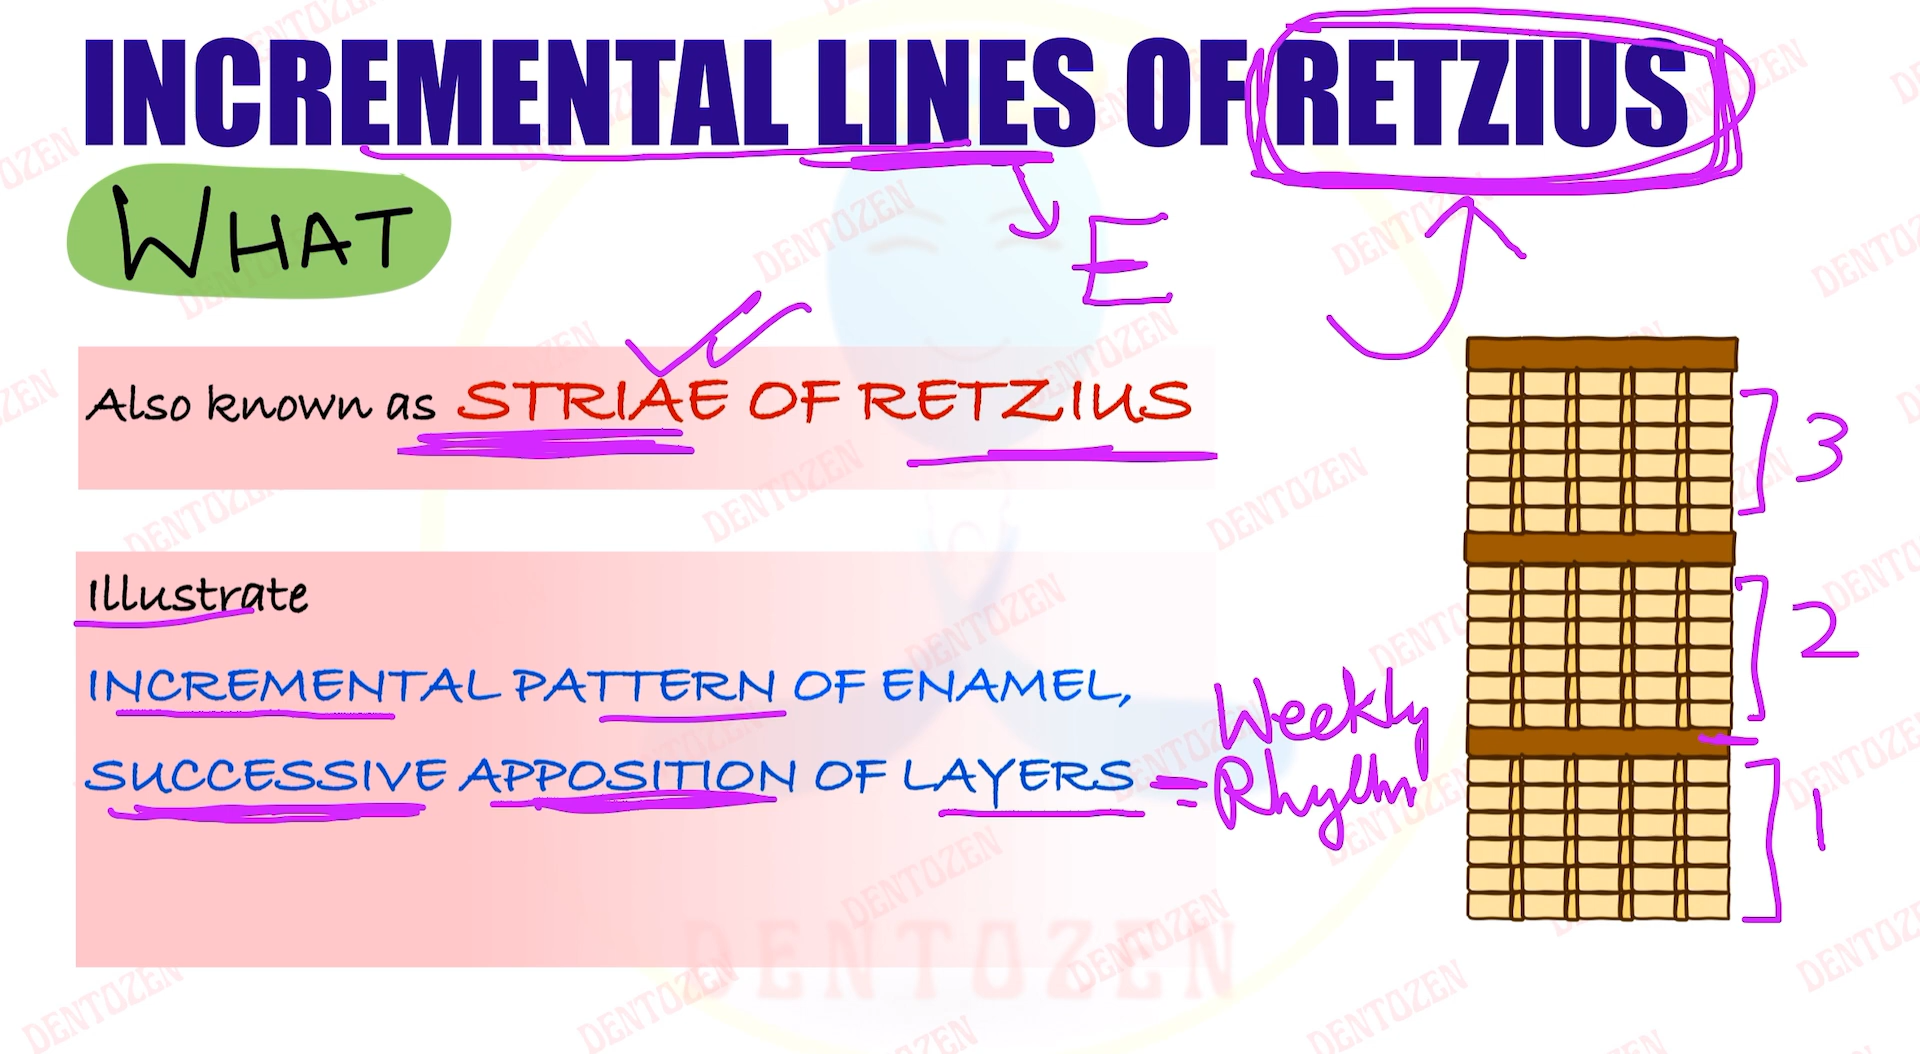 INCREMENTAL LINES OF RETZIUS
WHAT
E
Also known as STRIAE OF RETZIUS
3
Illustrate
INCREMENTAL PATTERN OF ENAMEL,
2
SUCCESSIVE APPOSITION OF LAYERS = Weekly
Rhythm
1
DENTOZEN